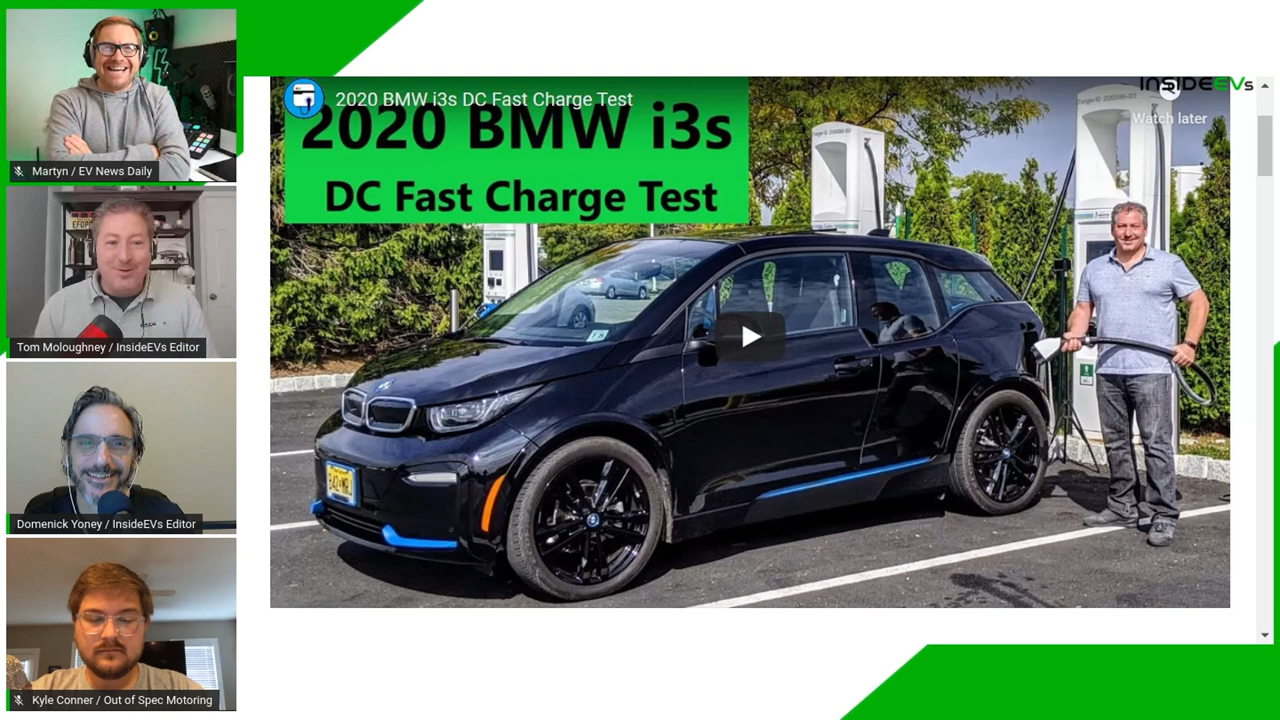 Martyn / EV News Daily
Tom Moloughney / InsideEVs Editor
Domenick Yoney / InsideEVs Editor
Kyle Conner / Out of Spec Motoring
INSIDEEVs
2020 BMW i3s DC Fast Charge Test
Watch later
2020 BMW i3s
DC Fast Charge Test